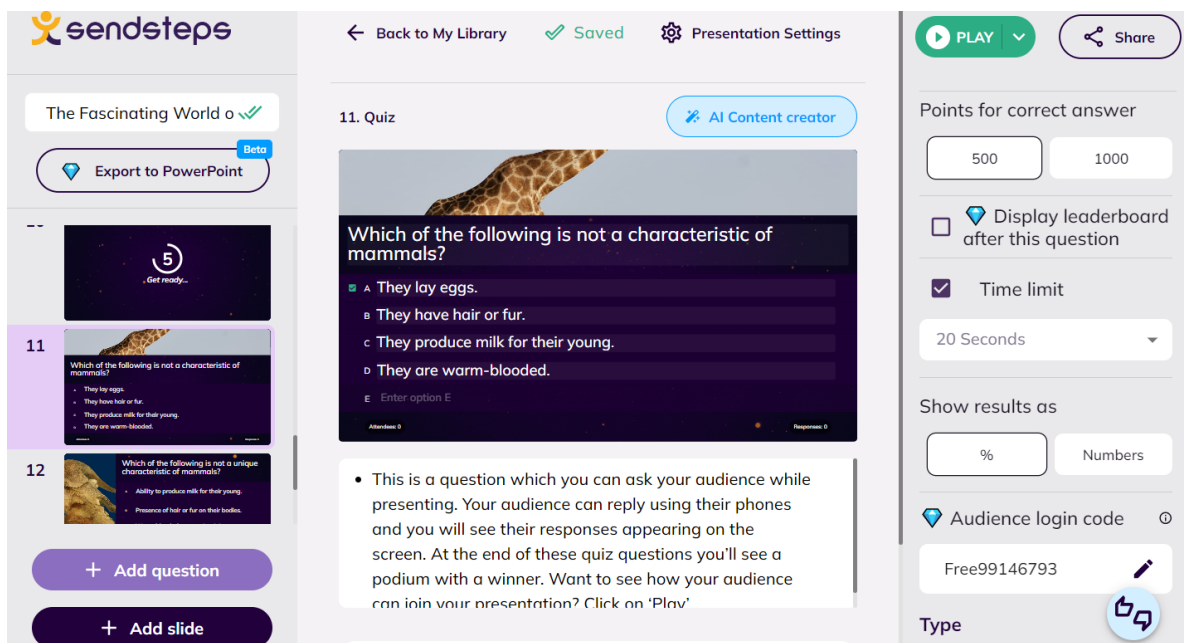 sendsteps
Back to My Library
Saved
Presentation Settings
PLAY
Share
The Fascinating World o
Beta
Export to PowerPoint
5
Get ready...
11
Which of the following is not a characteristic of
mammals?
They lay eggs.
They have hair or fur.
They produce milk for their young.
They are warm-blooded.
12
Which of the following is not a unique
characteristic of mammals?
Ability to produce milk for their young.
Presence of hair or fur on their bodies.
+ Add question
+ Add slide
11. Quiz
AI Content creator
Which of the following is not a characteristic of
mammals?
A They lay eggs.
B They have hair or fur.
C They produce milk for their young.
D They are warm-blooded.
E Enter option E
Attendees: 0
Responses: 0
• This is a question which you can ask your audience while
presenting. Your audience can reply using their phones
and you will see their responses appearing on the
screen. At the end of these quiz questions you'll see a
podium with a winner. Want to see how your audience
can join your presentation? Click on ‘Play’
Points for correct answer
500
1000
Display leaderboard
after this question
Time limit
20 Seconds
Show results as
%
Numbers
Audience login code
Free99146793
Type